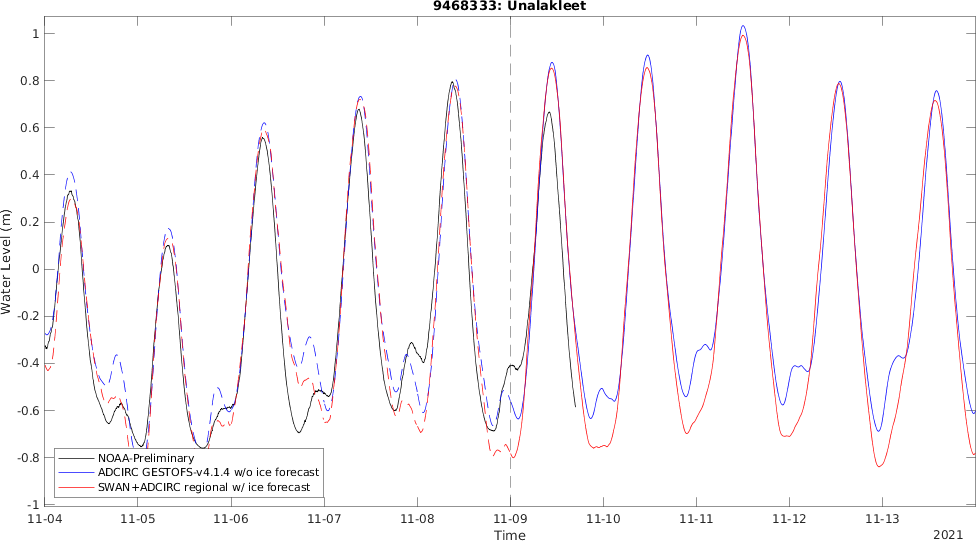 9468333: Unalakleet
1
0.8
0.6
0.4
0.2
0
-0.2
-0.4
-0.6
-0.8
-1
Water Level (m)
NOAA-Preliminary
ADCIRC GESTOFS-v4.1.4 w/o ice forecast
SWAN+ADCIRC regional w/ ice forecast
11-04 11-05 11-06 11-07 11-08 11-09 11-10 11-11 11-12 11-13
Time
2021